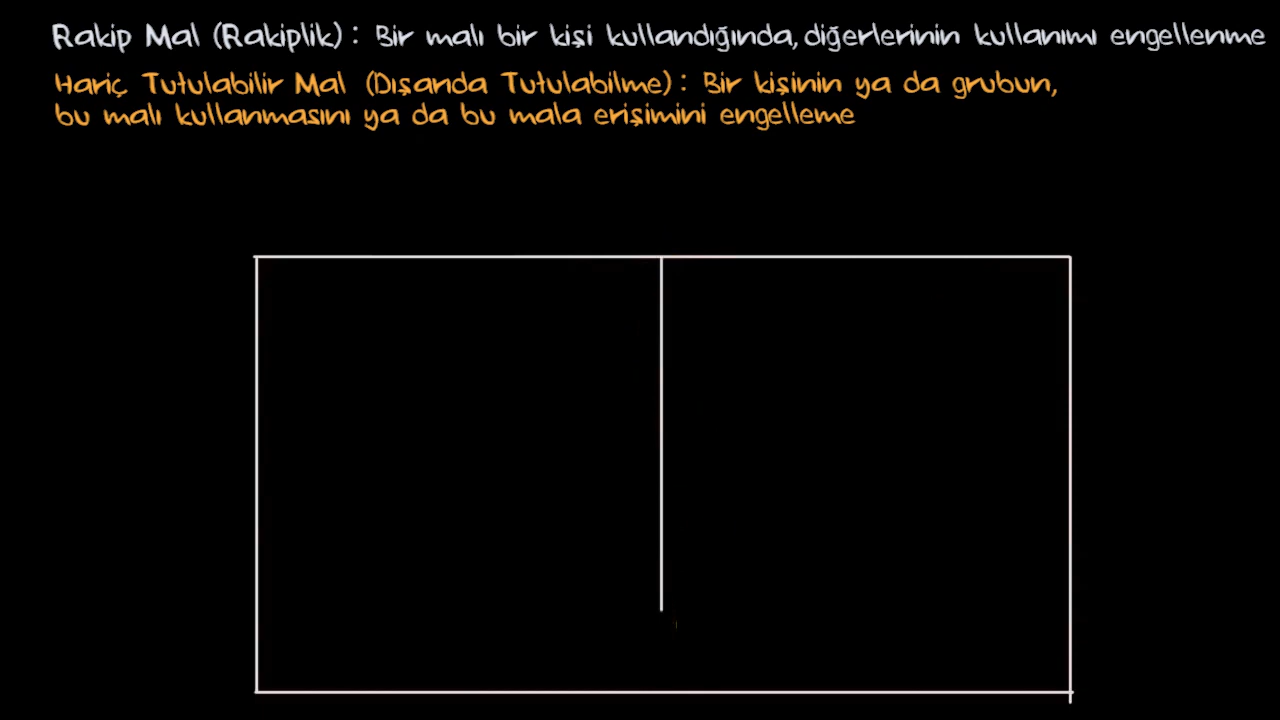 Rakip Mal (Rakiplik) : Bir malı bir kişi kullandığında, diğerlerinin kullanımı engellenme
Hariç Tutulabilir Mal (Dışarıda Tutulabilme) : Bir kişinin ya da grubun,
bu malı kullanmasını ya da bu mala erişimini engelleme